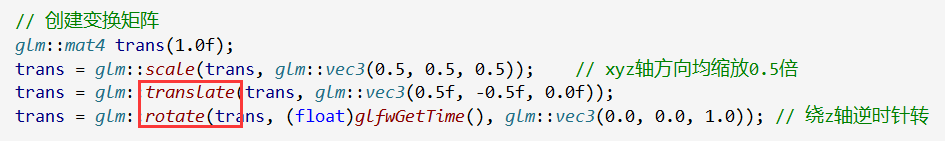 // 创建变换矩阵
glm::mat4 trans(1.0f);
trans = glm::scale(trans, glm::vec3(0.5, 0.5, 0.5));    // xyz轴方向均缩放0.5倍
trans = glm::translate(trans, glm::vec3(0.5f, -0.5f, 0.0f));
trans = glm::rotate(trans, (float)glfwGetTime(), glm::vec3(0.0, 0.0, 1.0)); // 绕z轴逆时针转